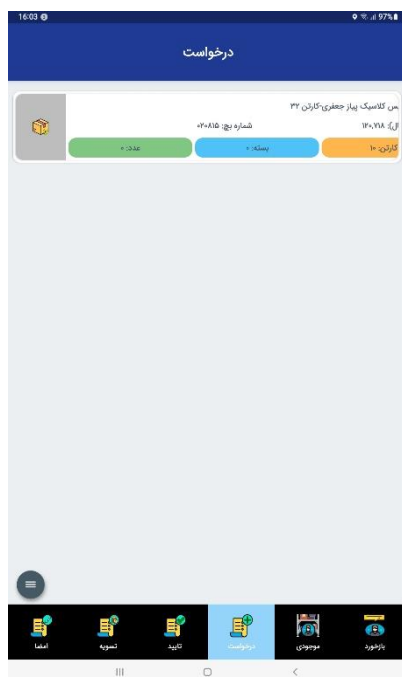 16:03
97%
درخواست
س کلاسیک پیاز جعفری-کارتن ۳۲
ال): ۱۲۰,۷۱۸ شماره بچ: ۰۲۰۸۱۵
کارتن: ۱۰ بسته: ۰ عدد: ۰
بازخورد موجودی درخواست تایید تسویه امضا